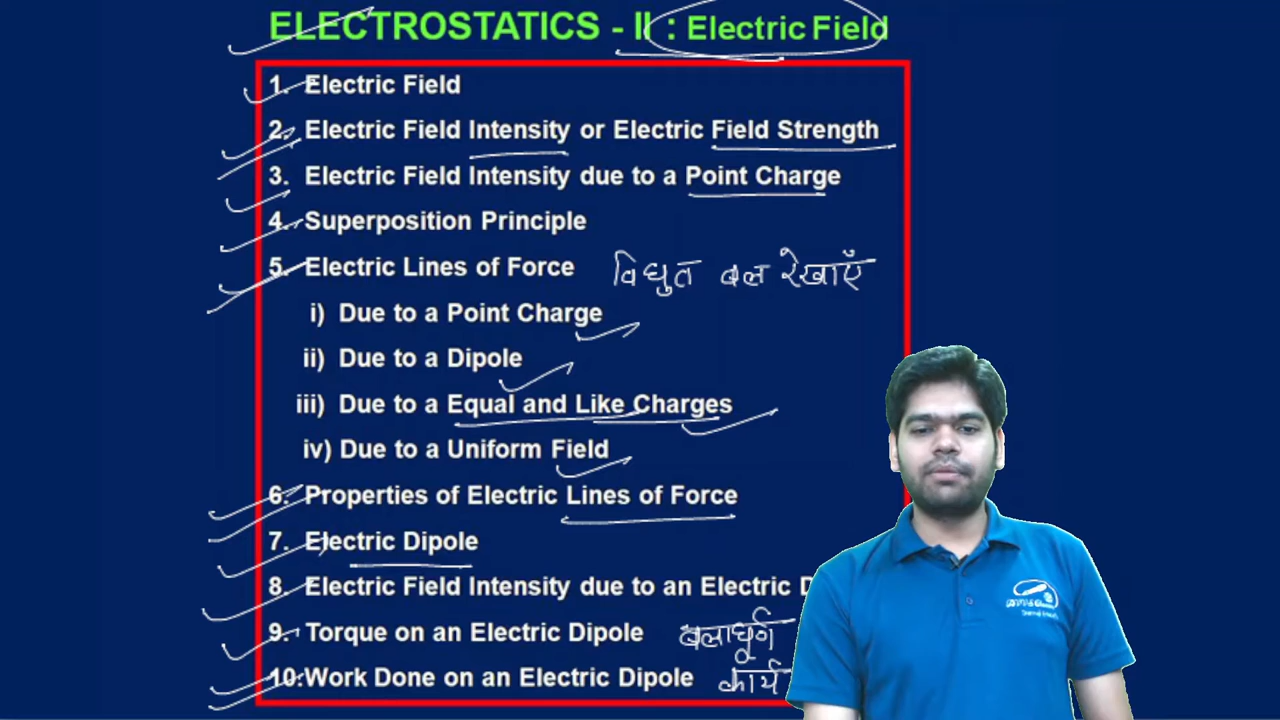 ELECTROSTATICS - II : Electric Field
1. Electric Field
2. Electric Field Intensity or Electric Field Strength
3. Electric Field Intensity due to a Point Charge
4. Superposition Principle
5. Electric Lines of Force विद्युत बल रेखाएँ
i) Due to a Point Charge
ii) Due to a Dipole
iii) Due to a Equal and Like Charges
iv) Due to a Uniform Field
6. Properties of Electric Lines of Force
7. Electric Dipole
8. Electric Field Intensity due to an Electric
9. Torque on an Electric Dipole बलाघूर्ण
10. Work Done on an Electric Dipole कार्य